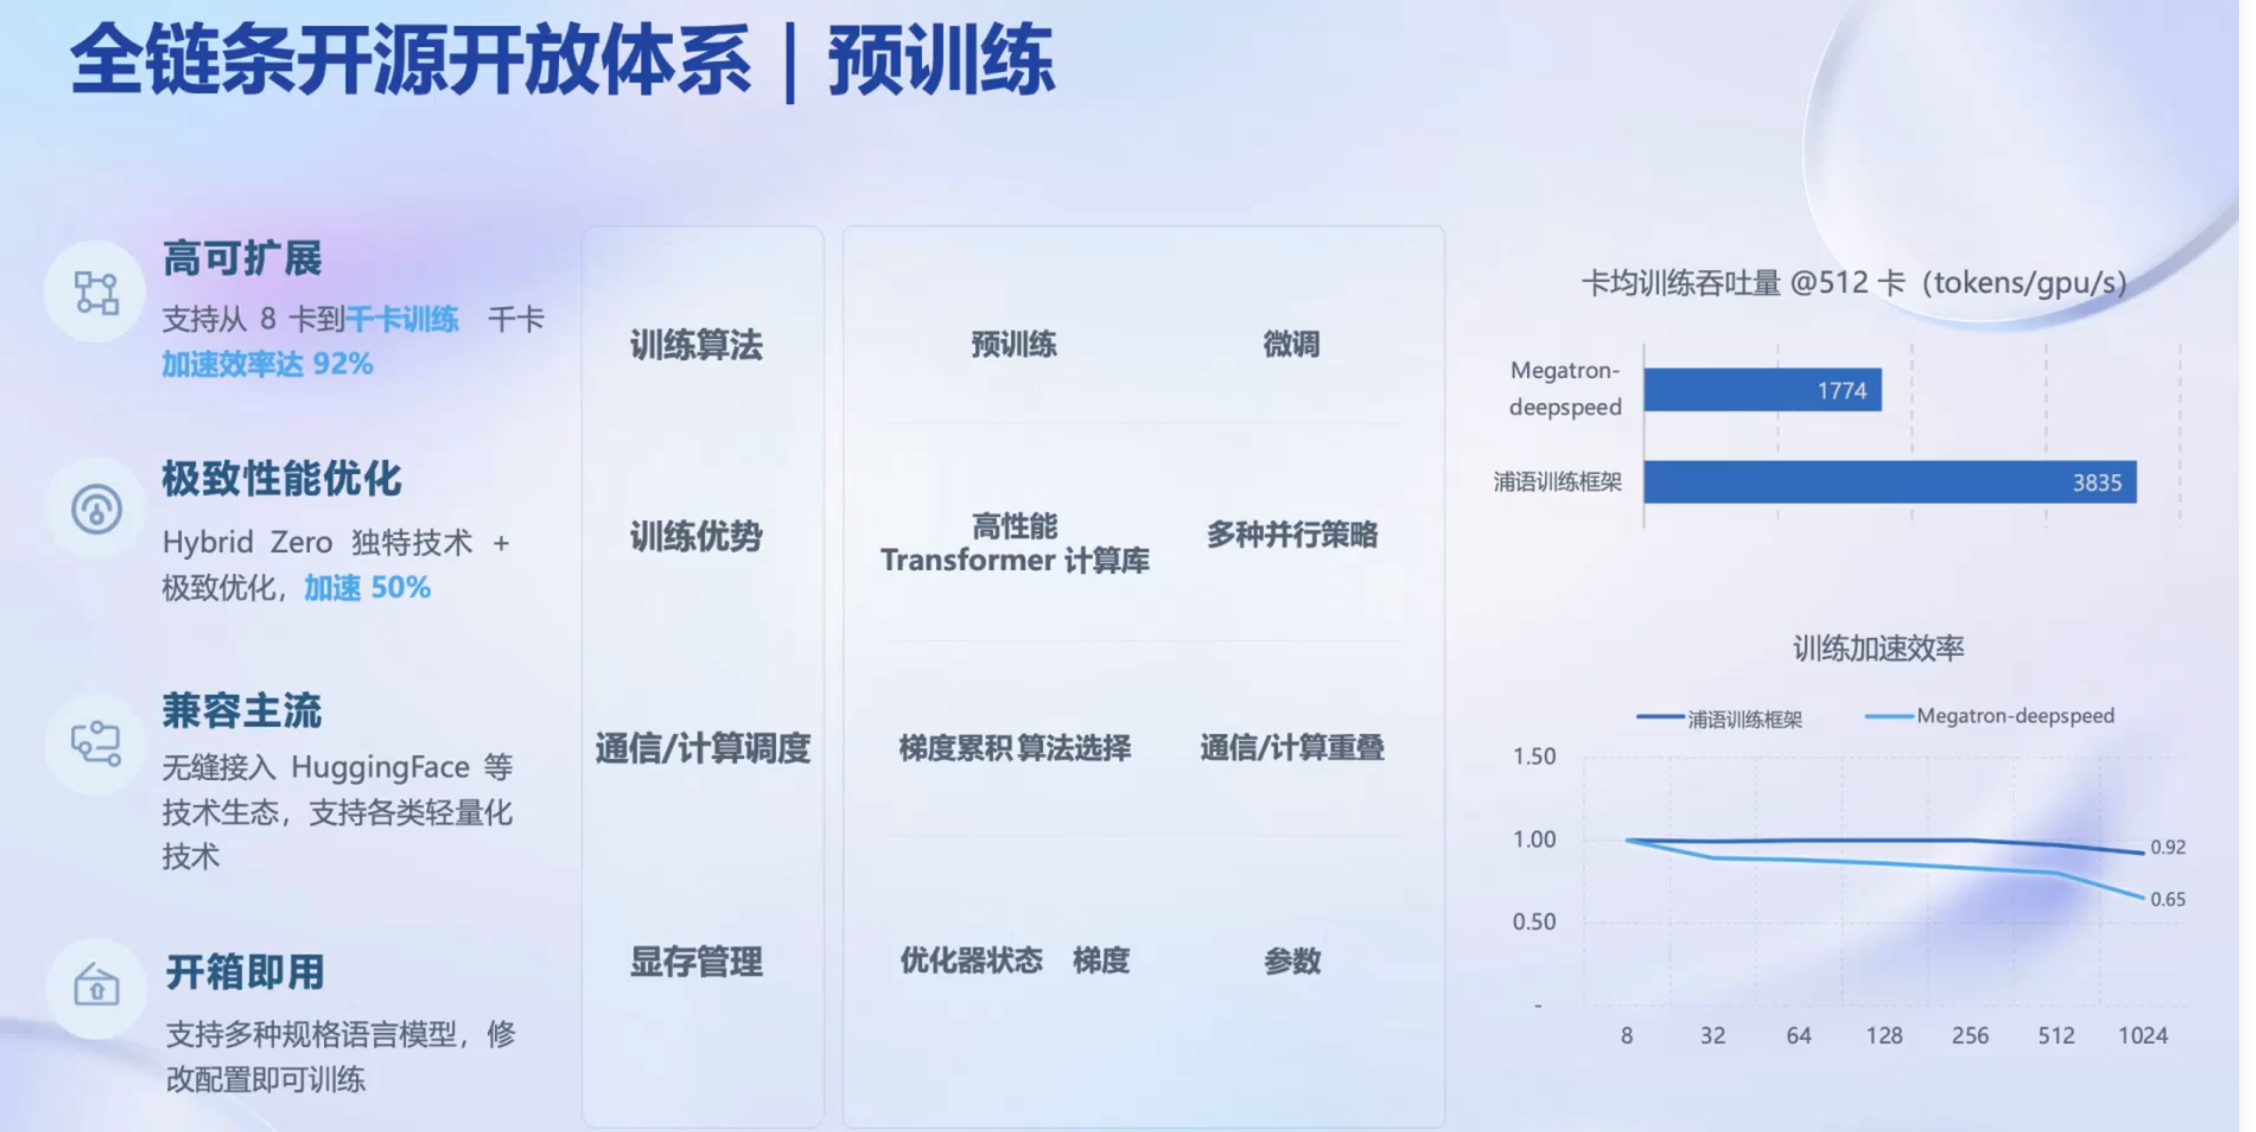 全链条开源开放体系｜预训练
高可扩展
支持从 8 卡到千卡训练 千卡
加速效率达 92%
极致性能优化
Hybrid Zero 独特技术 +
极致优化，加速 50%
兼容主流
无缝接入 HuggingFace 等
技术生态，支持各类轻量化
技术
开箱即用
支持多种规格语言模型，修
改配置即可训练
训练算法
预训练
微调
训练优势
高性能
Transformer 计算库
多种并行策略
通信/计算调度
梯度累积 算法选择
通信/计算重叠
显存管理
优化器状态 梯度
参数
卡均训练吞吐量 @512 卡（tokens/gpu/s）
Megatron-
deepspeed
1774
浦语训练框架
3835
训练加速效率
浦语训练框架
Megatron-deepspeed
1.50
1.00
0.92
0.65
0.50
-
8 32 64 128 256 512 1024